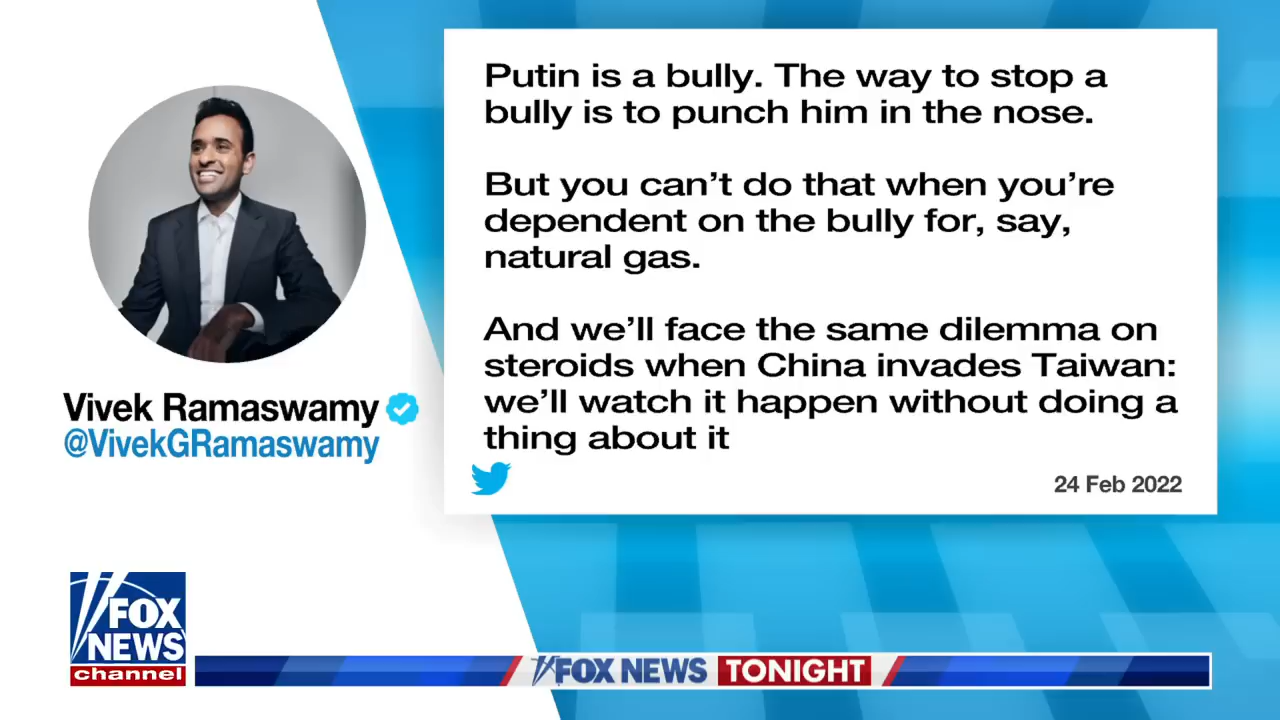 Putin is a bully. The way to stop a
bully is to punch him in the nose.
But you can't do that when you're
dependent on the bully for, say,
natural gas.
And we'll face the same dilemma on
steroids when China invades Taiwan:
we'll watch it happen without doing a
thing about it
24 Feb 2022
Vivek Ramaswamy
@VivekGRamaswamy
FOX
NEWS
channel
FOX NEWS TONIGHT